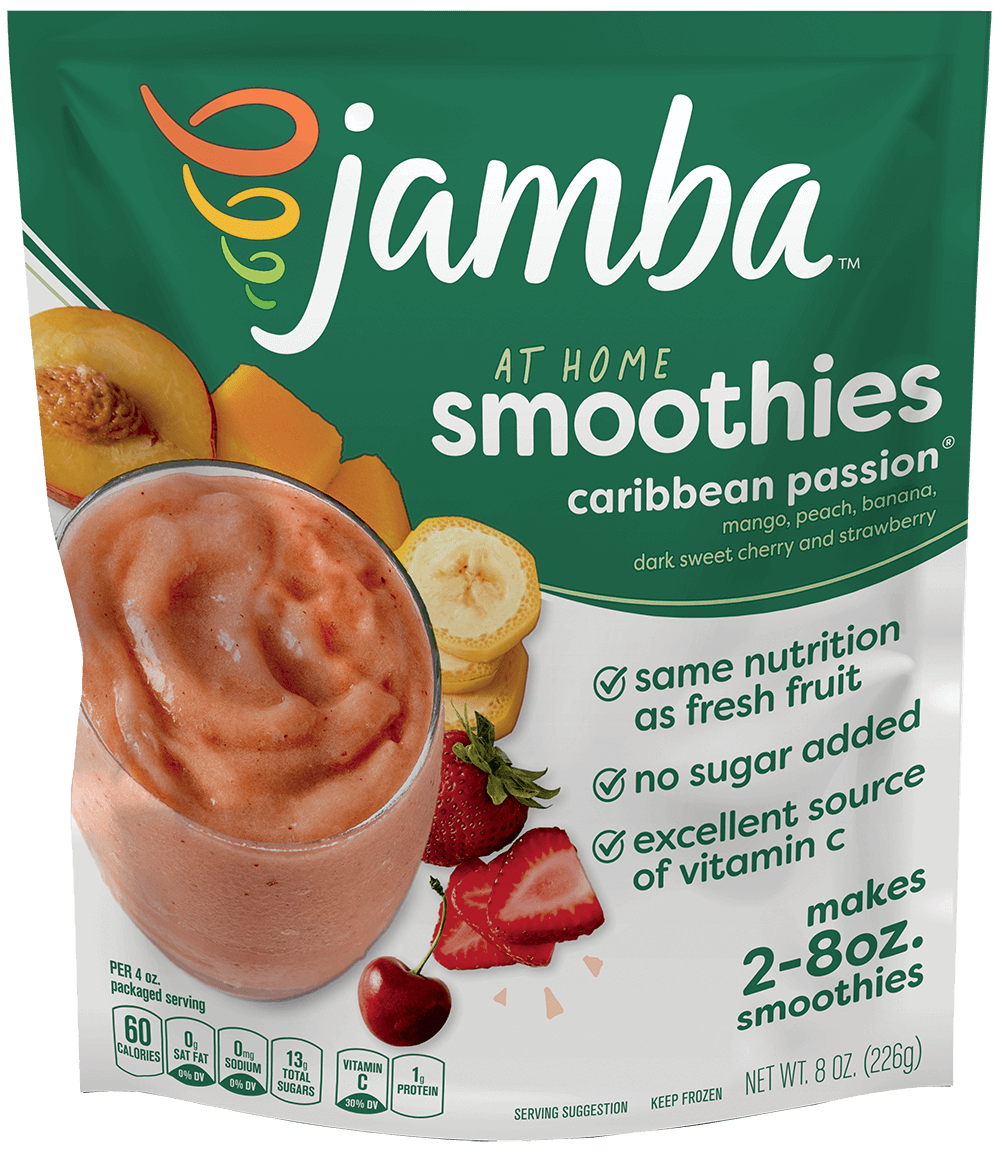 jamba™
AT HOME
smoothies
caribbean passion®
mango, peach, banana,
dark sweet cherry and strawberry
same nutrition
as fresh fruit
no sugar added
excellent source
of vitamin c
makes
2-8oz.
smoothies
PER 4 oz.
packaged serving
60
CALORIES
0g
SAT FAT
0% DV
0mg
SODIUM
0% DV
13g
TOTAL
SUGARS
VITAMIN
C
30% DV
1g
PROTEIN
SERVING SUGGESTION
KEEP FROZEN
NET WT. 8 OZ. (226g)